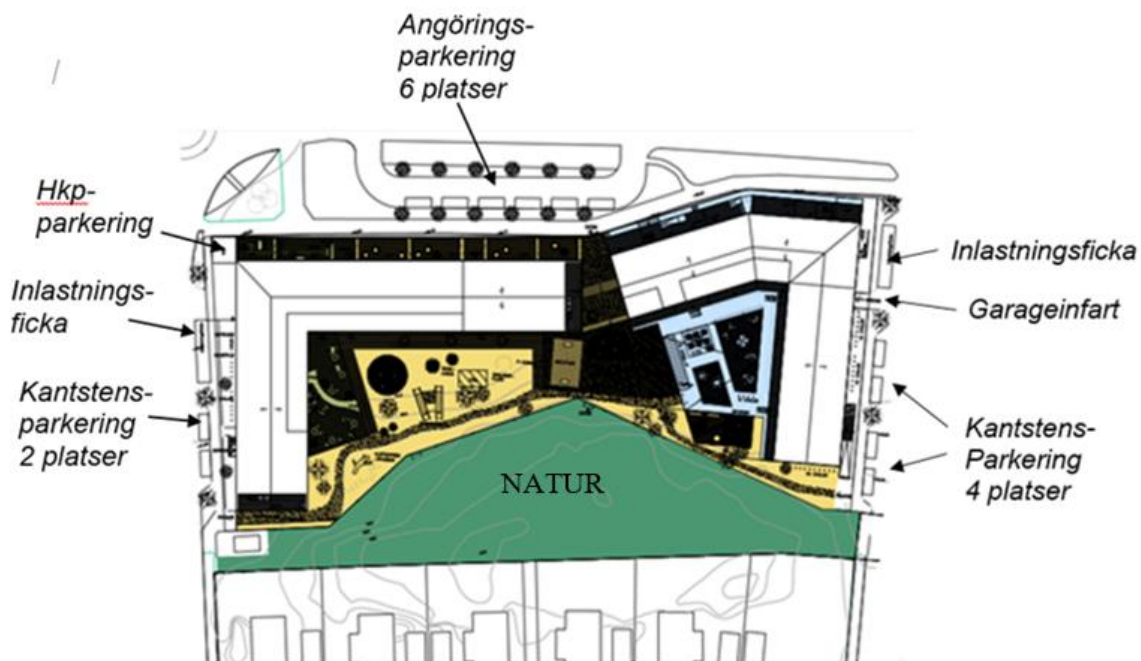 Angörings-
parkering
6 platser
Hkp-
parkering
Inlastnings-
ficka
Kantstens-
parkering
2 platser
Inlastningsficka
Garageinfart
Kantstens-
Parkering
4 platser
NATUR